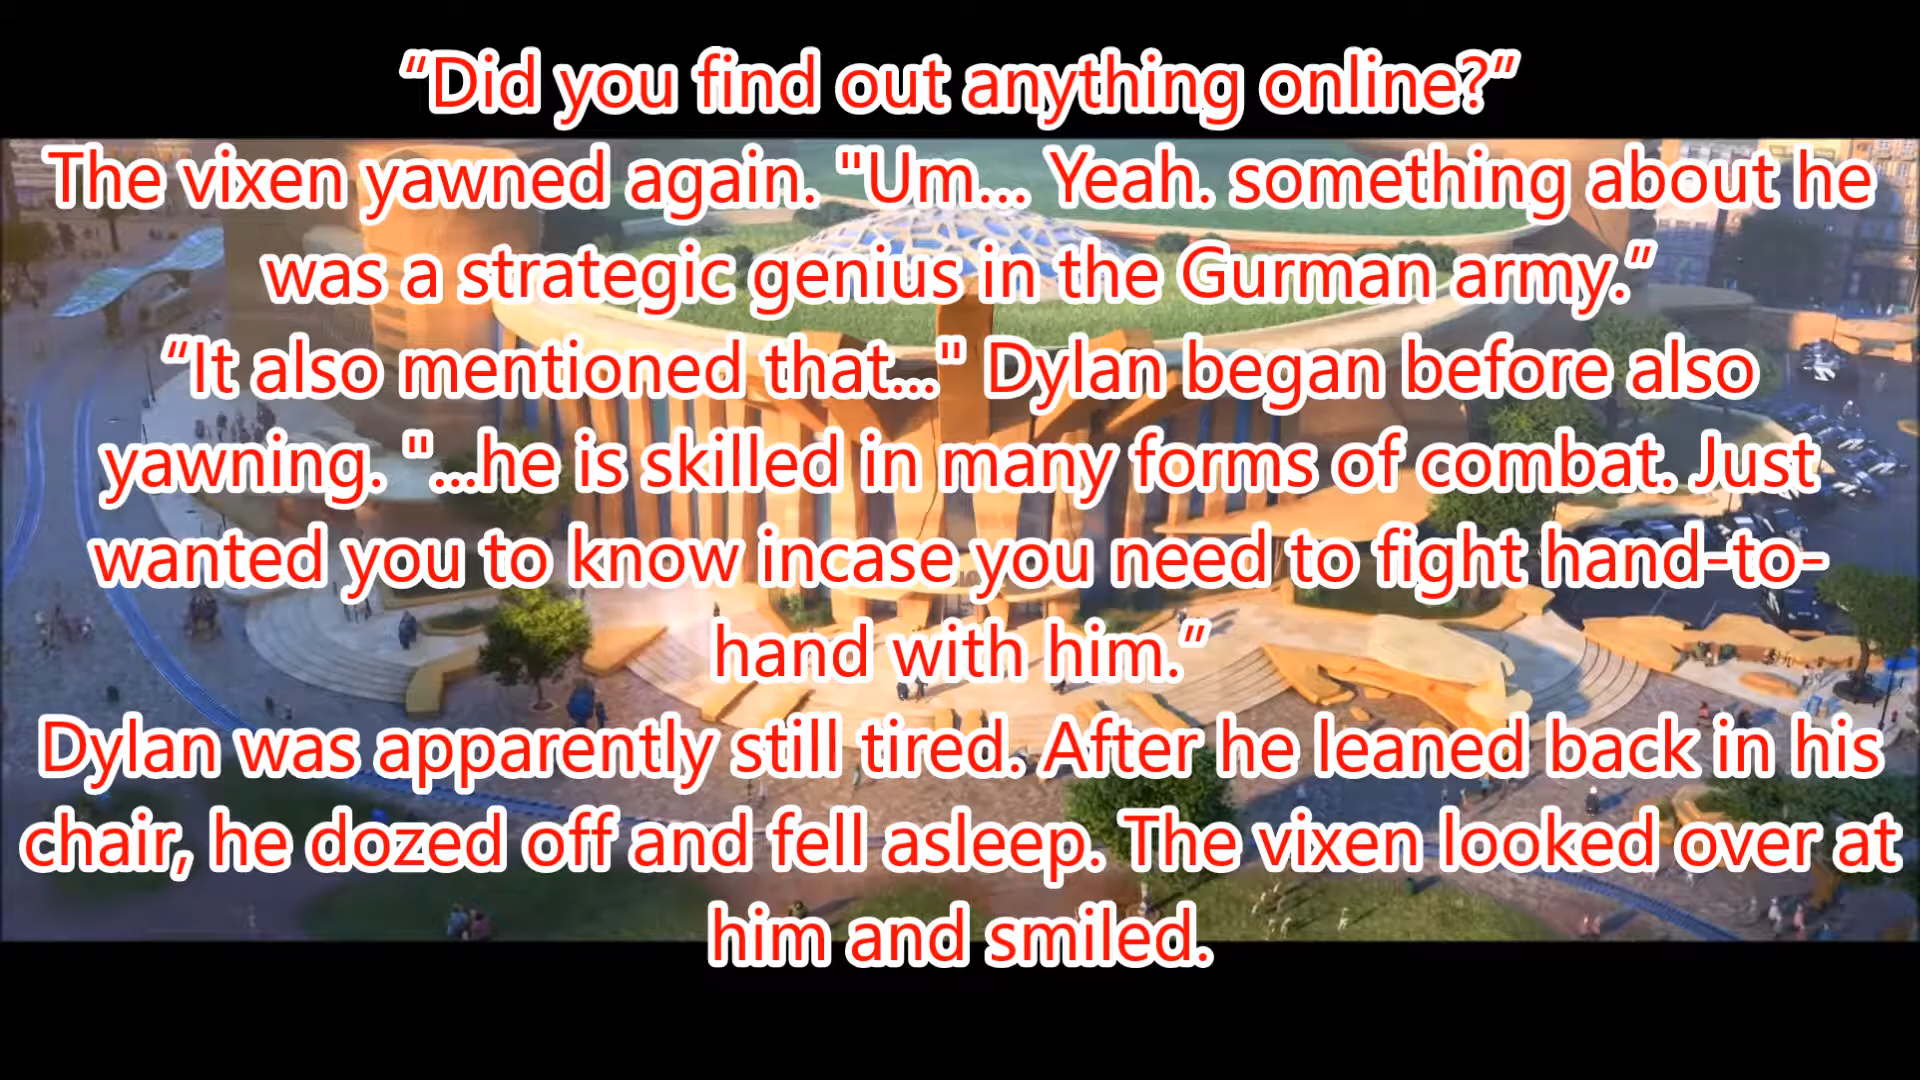 “Did you find out anything online?”
The vixen yawned again. "Um... Yeah. something about he
was a strategic genius in the Gurman army.”
“It also mentioned that..." Dylan began before also
yawning. "...he is skilled in many forms of combat. Just
wanted you to know incase you need to fight hand-to-
hand with him.”
Dylan was apparently still tired. After he leaned back in his
chair, he dozed off and fell asleep. The vixen looked over at
him and smiled.